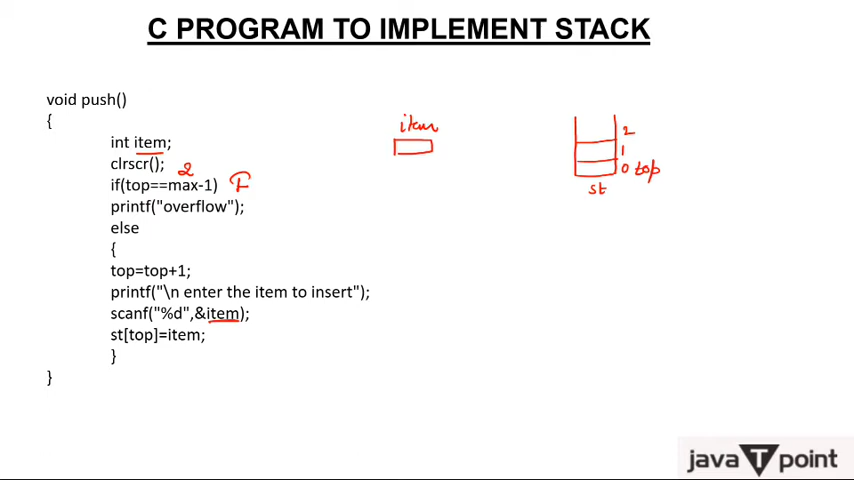 C PROGRAM TO IMPLEMENT STACK
void push()
{
int item;
clrscr();
2
if(top==max-1) F
printf("overflow");
else
{
top=top+1;
printf("\n enter the item to insert");
scanf("%d",&item);
st[top]=item;
}
}
item
2
1
0 top
st
java T point